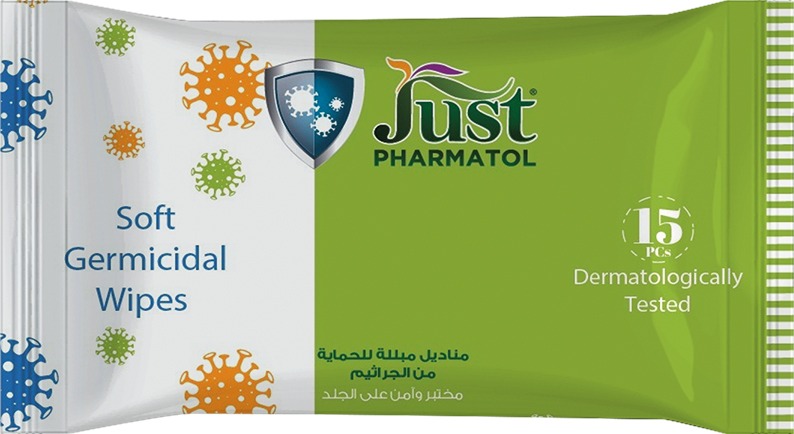 Just®
PHARMATOL
Soft
Germicidal
Wipes
15
PCs
Dermatologically
Tested
مناديل مبللة للحماية
من الجراثيم
مختبر وآمن على الجلد